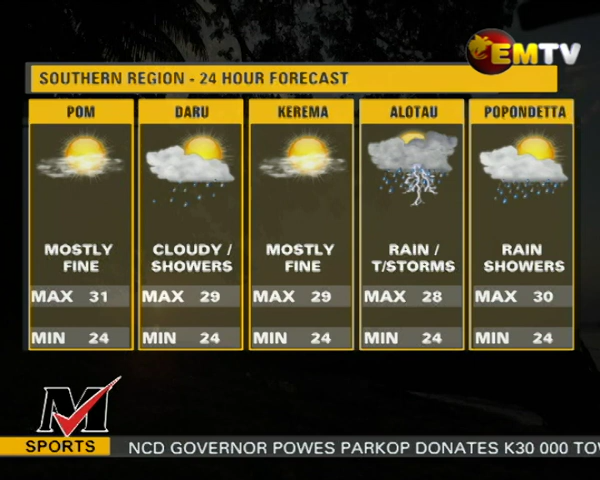 EMTV
SOUTHERN REGION - 24 HOUR FORECAST
POM
MOSTLY
FINE
MAX 31
MIN 24
DARU
CLOUDY /
SHOWERS
MAX 29
MIN 24
KEREMA
MOSTLY
FINE
MAX 29
MIN 24
ALOTAU
RAIN /
T/STORMS
MAX 28
MIN 24
POPONDETTA
RAIN
SHOWERS
MAX 30
MIN 24
M
SPORTS
NCD GOVERNOR POWES PARKOP DONATES K30 000 TOW